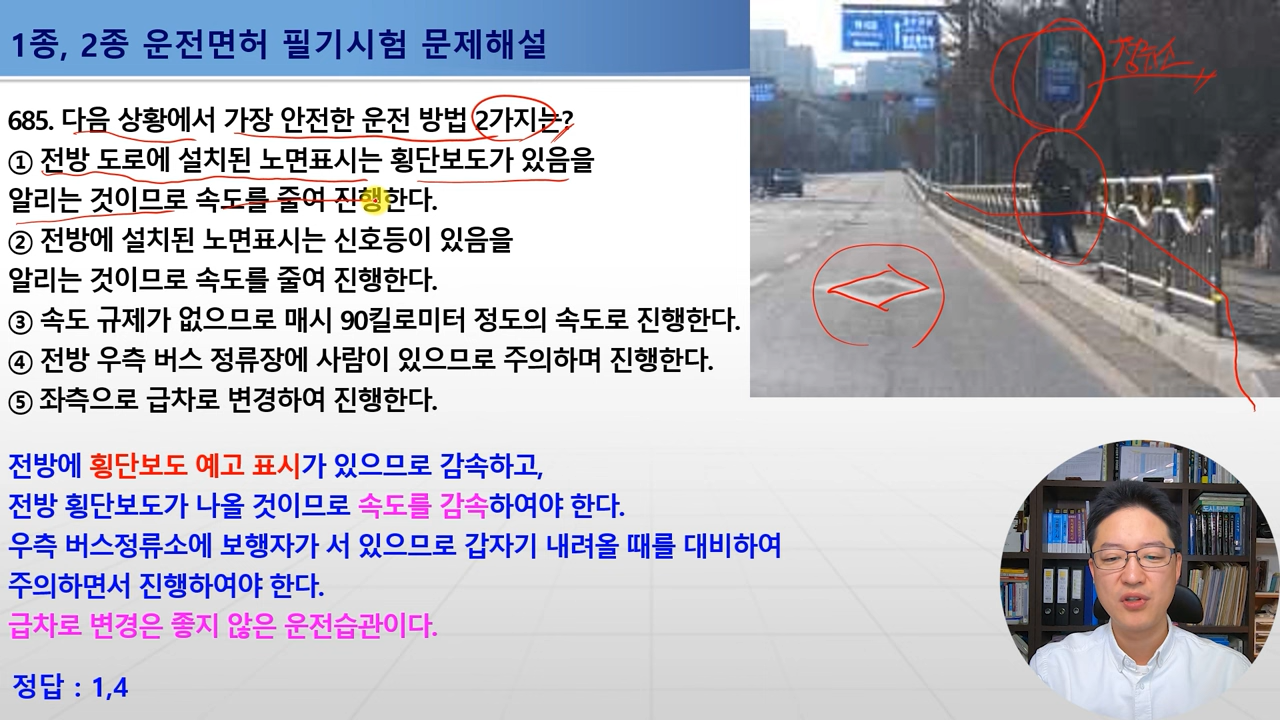 1종, 2종 운전면허 필기시험 문제해설
685. 다음 상황에서 가장 안전한 운전 방법 2가지는?
① 전방 도로에 설치된 노면표시는 횡단보도가 있음을
알리는 것이므로 속도를 줄여 진행한다.
② 전방에 설치된 노면표시는 신호등이 있음을
알리는 것이므로 속도를 줄여 진행한다.
③ 속도 규제가 없으므로 매시 90킬로미터 정도의 속도로 진행한다.
④ 전방 우측 버스 정류장에 사람이 있으므로 주의하며 진행한다.
⑤ 좌측으로 급차로 변경하여 진행한다.
전방에 횡단보도 예고 표시가 있으므로 감속하고,
전방 횡단보도가 나올 것이므로 속도를 감속하여야 한다.
우측 버스정류소에 보행자가 서 있으므로 갑자기 내려올 때를 대비하여
주의하면서 진행하여야 한다.
급차로 변경은 좋지 않은 운전습관이다.
정답 : 1,4